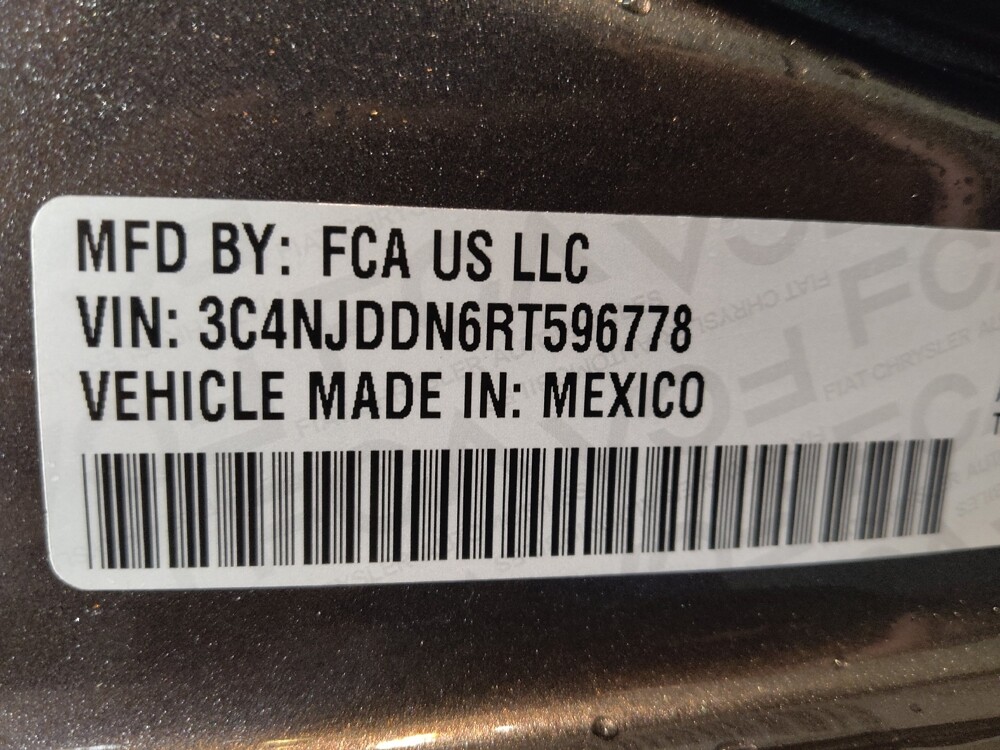 MFD BY: FCA US LLC
VIN: 3C4NJDDN6RT596778
VEHICLE MADE IN: MEXICO